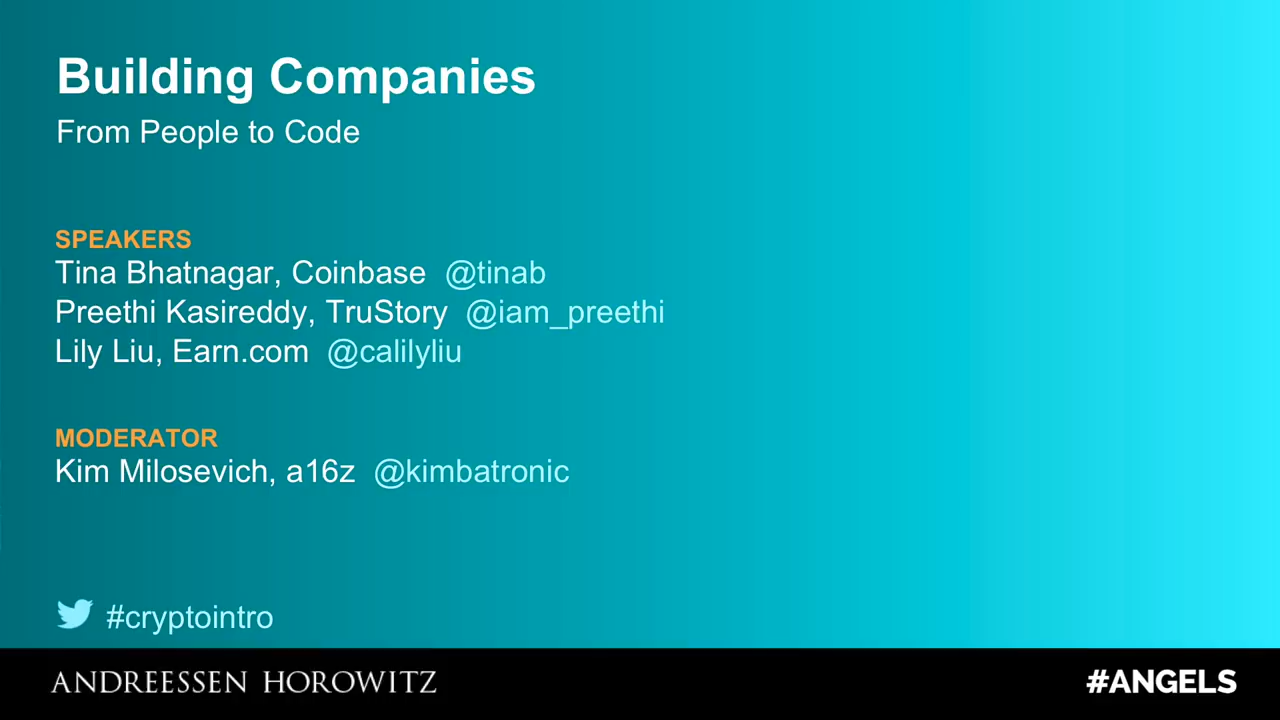 Building Companies
From People to Code
SPEAKERS
Tina Bhatnagar, Coinbase @tinab
Preethi Kasireddy, TruStory @iam_preethi
Lily Liu, Earn.com @calilyliu
MODERATOR
Kim Milosevich, a16z @kimbatronic
#cryptointro
ANDREESSEN HOROWITZ
#ANGELS